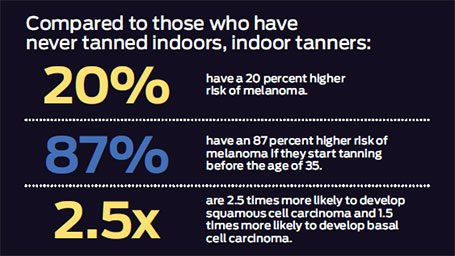 Compared to those who have
never tanned indoors, indoor tanners:
20%
have a 20 percent higher
risk of melanoma.
87%
have an 87 percent higher risk of
melanoma if they start tanning
before the age of 35.
2.5x
are 2.5 times more likely to develop
squamous cell carcinoma and 1.5
times more likely to develop basal
cell carcinoma.